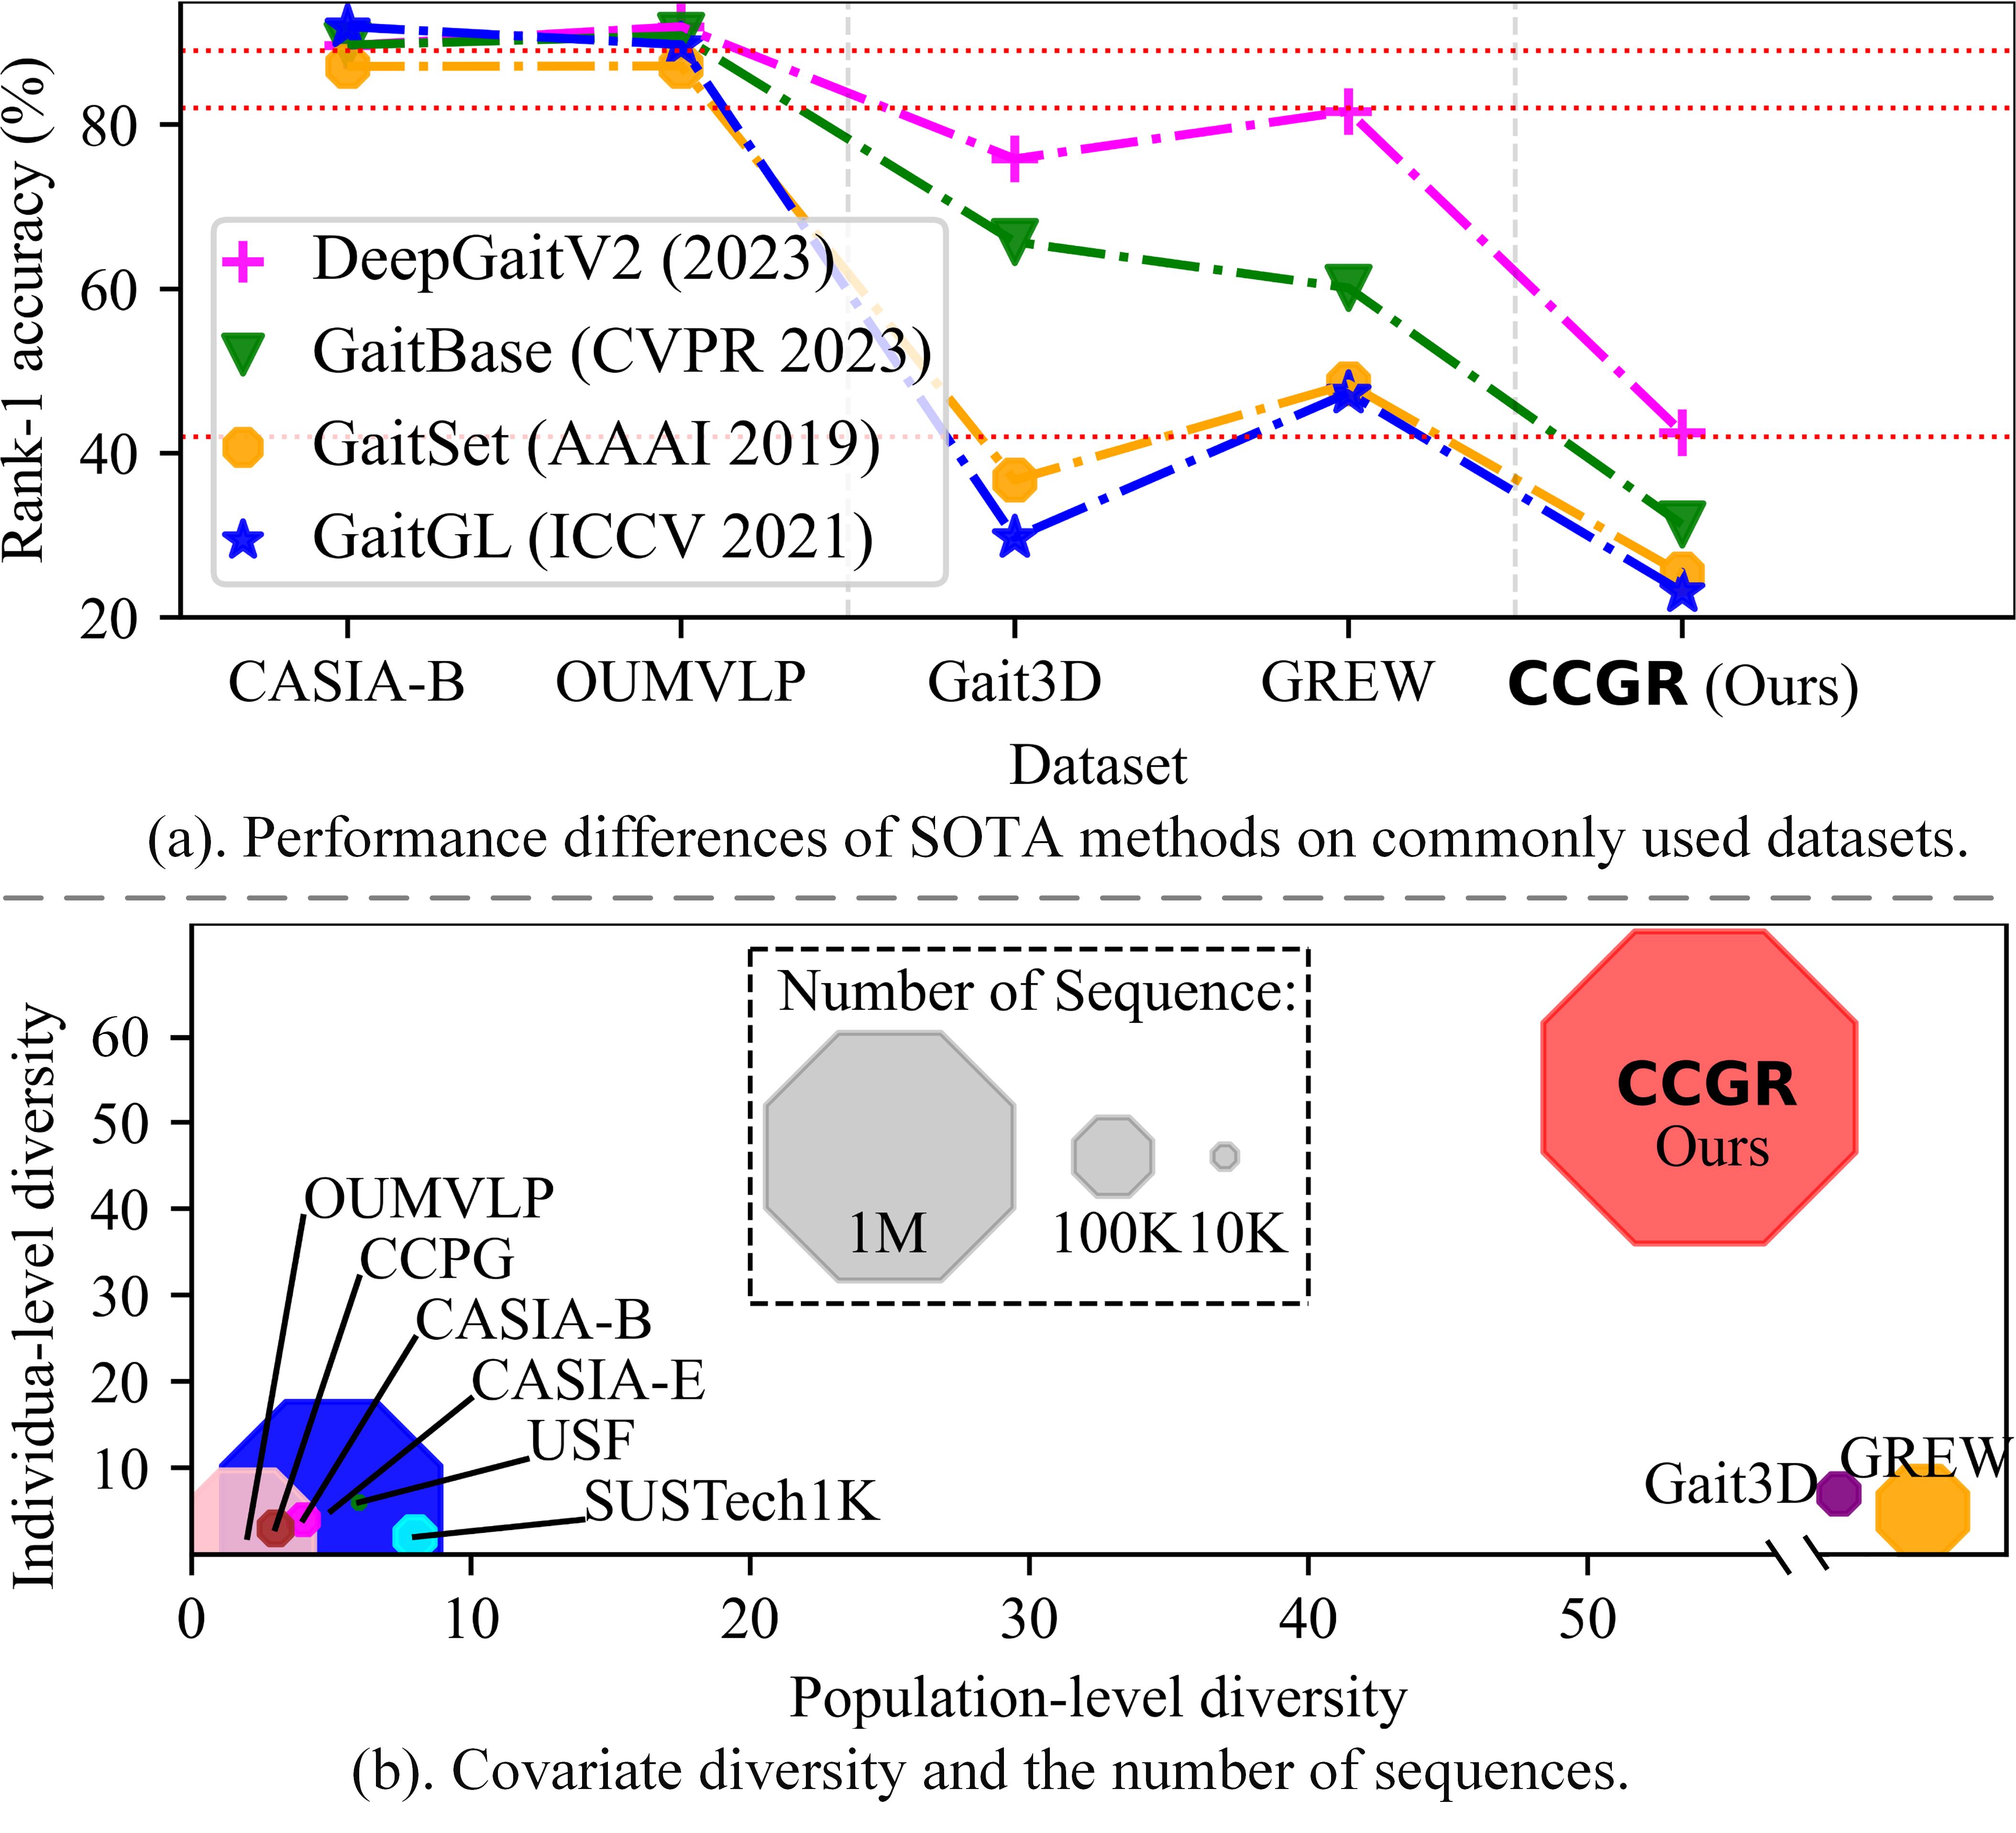 Rank-1 accuracy (%)
80
60
40
20
DeepGaitV2 (2023)
GaitBase (CVPR 2023)
GaitSet (AAAI 2019)
GaitGL (ICCV 2021)
CASIA-B OUMVLP Gait3D GREW CCGR (Ours)
Dataset
(a). Performance differences of SOTA methods on commonly used datasets.
Individua-level diversity
60
50
40
30
20
10
Number of Sequence:
1M 100K 10K
CCGR
Ours
OUMVLP
CCPG
CASIA-B
CASIA-E
USF
SUSTech1K
Gait3D
GREW
0 10 20 30 40 50
Population-level diversity
(b). Covariate diversity and the number of sequences.